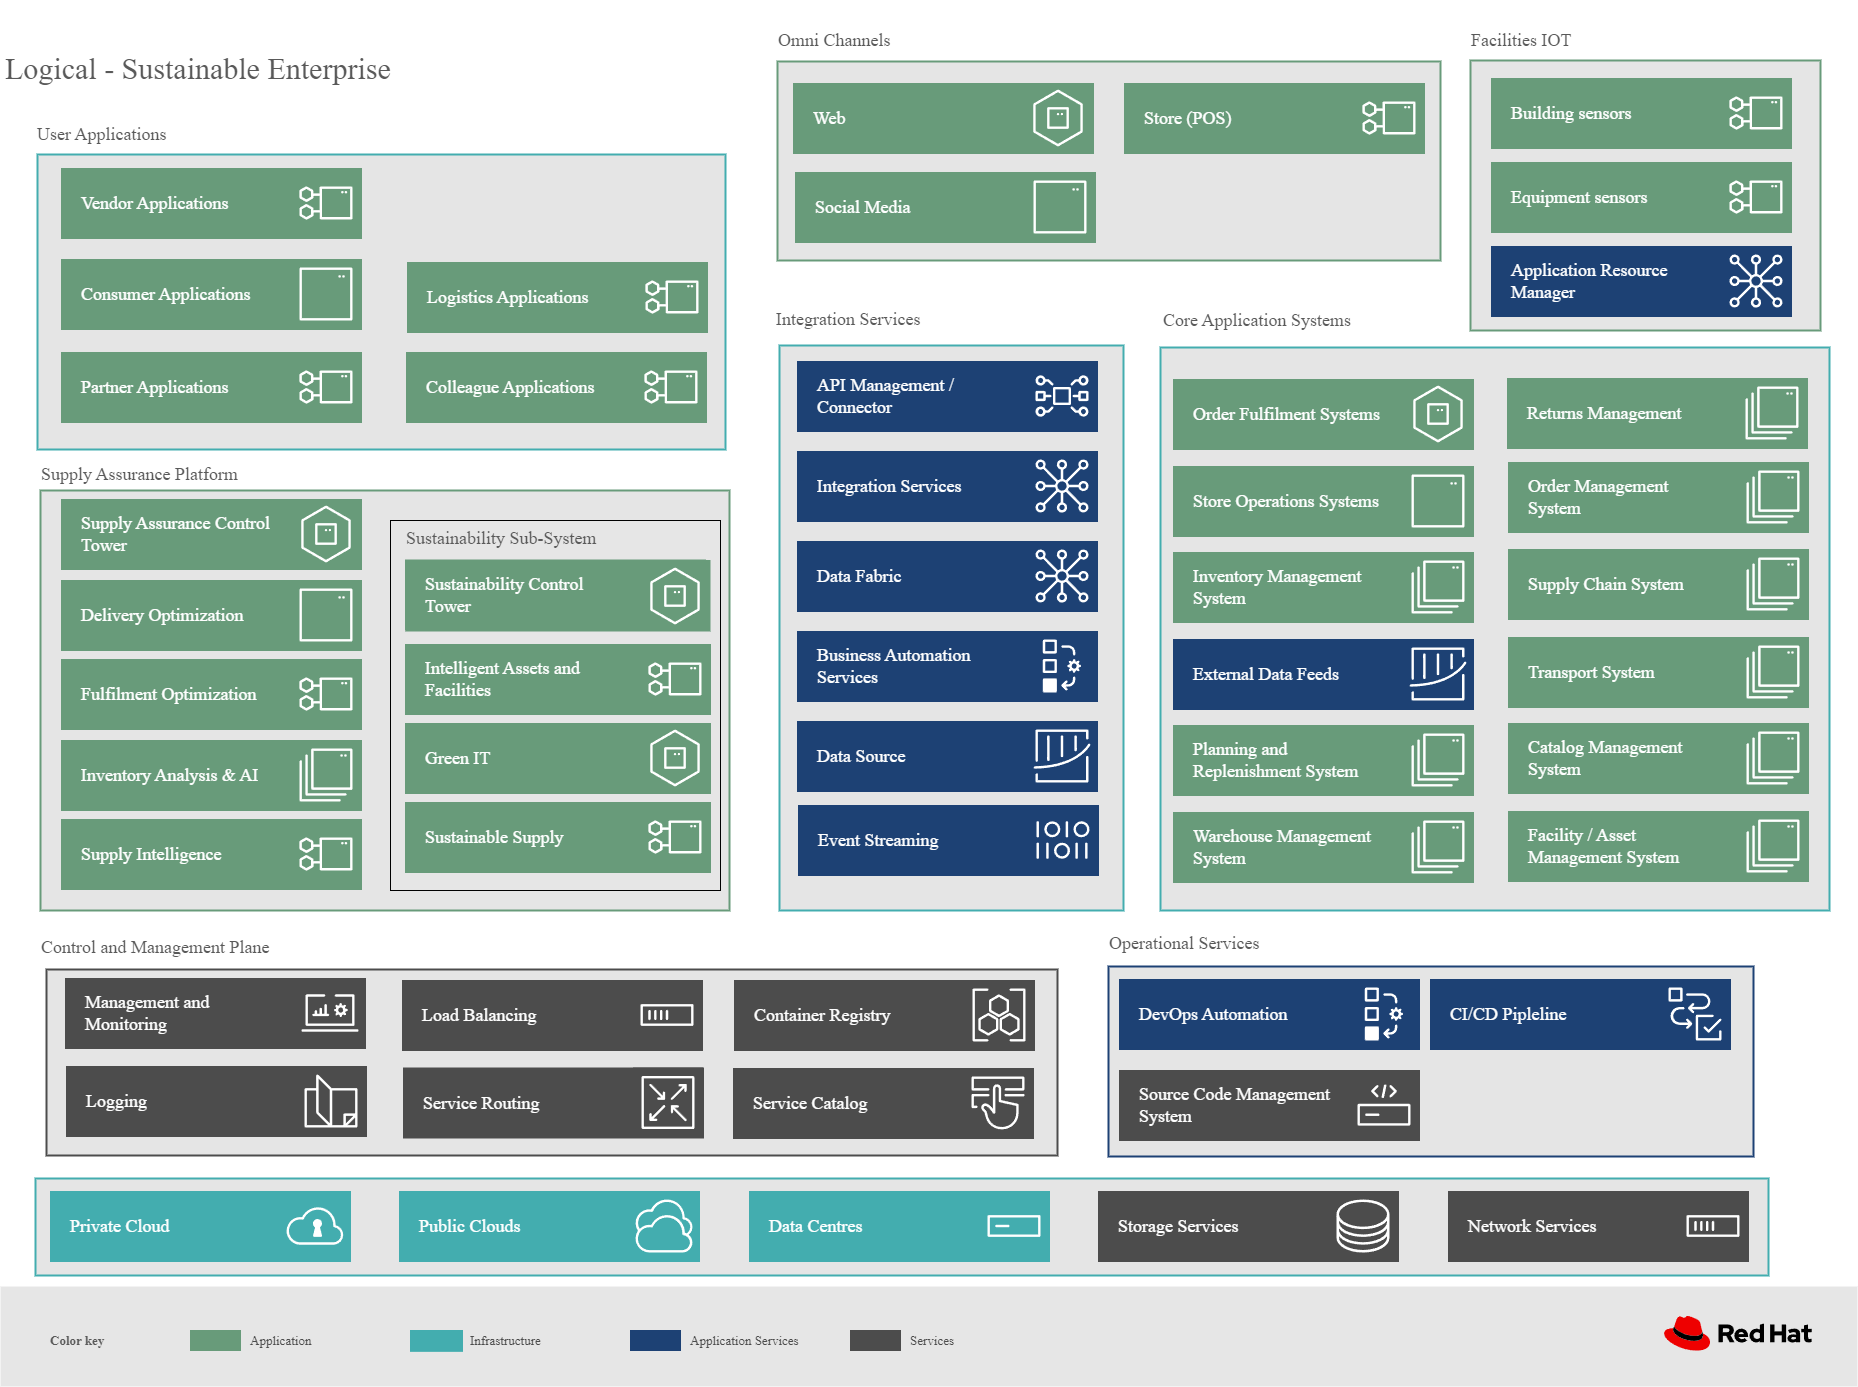 Logical - Sustainable Enterprise
User Applications
Vendor Applications
Consumer Applications
Logistics Applications
Partner Applications
Colleague Applications
Omni Channels
Web
Store (POS)
Social Media
Facilities IOT
Building sensors
Equipment sensors
Application Resource
Manager
Supply Assurance Platform
Supply Assurance Control
Tower
Delivery Optimization
Fulfilment Optimization
Inventory Analysis & AI
Supply Intelligence
Sustainability Sub-System
Sustainability Control
Tower
Intelligent Assets and
Facilities
Green IT
Sustainable Supply
Integration Services
API Management /
Connector
Integration Services
Data Fabric
Business Automation
Services
Data Source
Event Streaming
IOIO
IIOII
Core Application Systems
Order Fulfilment Systems
Returns Management
Store Operations Systems
Order Management
System
Inventory Management
System
Supply Chain System
External Data Feeds
Transport System
Planning and
Replenishment System
Catalog Management
System
Warehouse Management
System
Facility / Asset
Management System
Control and Management Plane
Management and
Monitoring
Load Balancing
Container Registry
Logging
Service Routing
Service Catalog
Operational Services
DevOps Automation
CI/CD Pipleline
Source Code Management
System
</>
Private Cloud
Public Clouds
Data Centres
Storage Services
Network Services
Color key
Application
Infrastructure
Application Services
Services
Red Hat